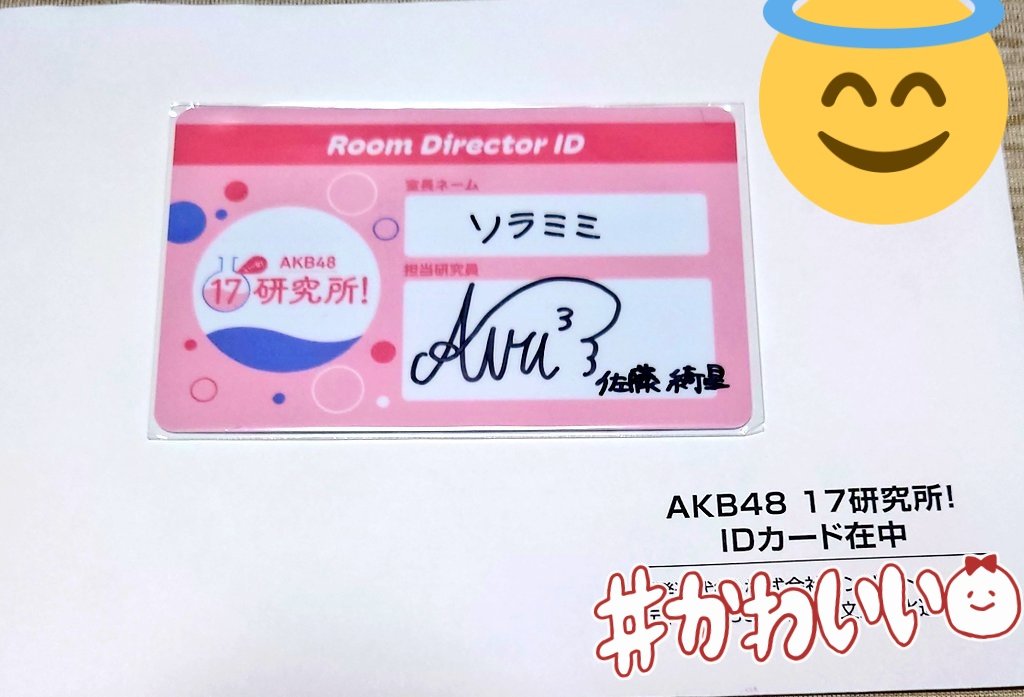 Room Director ID
室長ネーム
ソラミミ
AKB48
17研究所!
担当研究員
佐藤 綺星
AKB48 17研究所!
IDカード在中
#かわいい